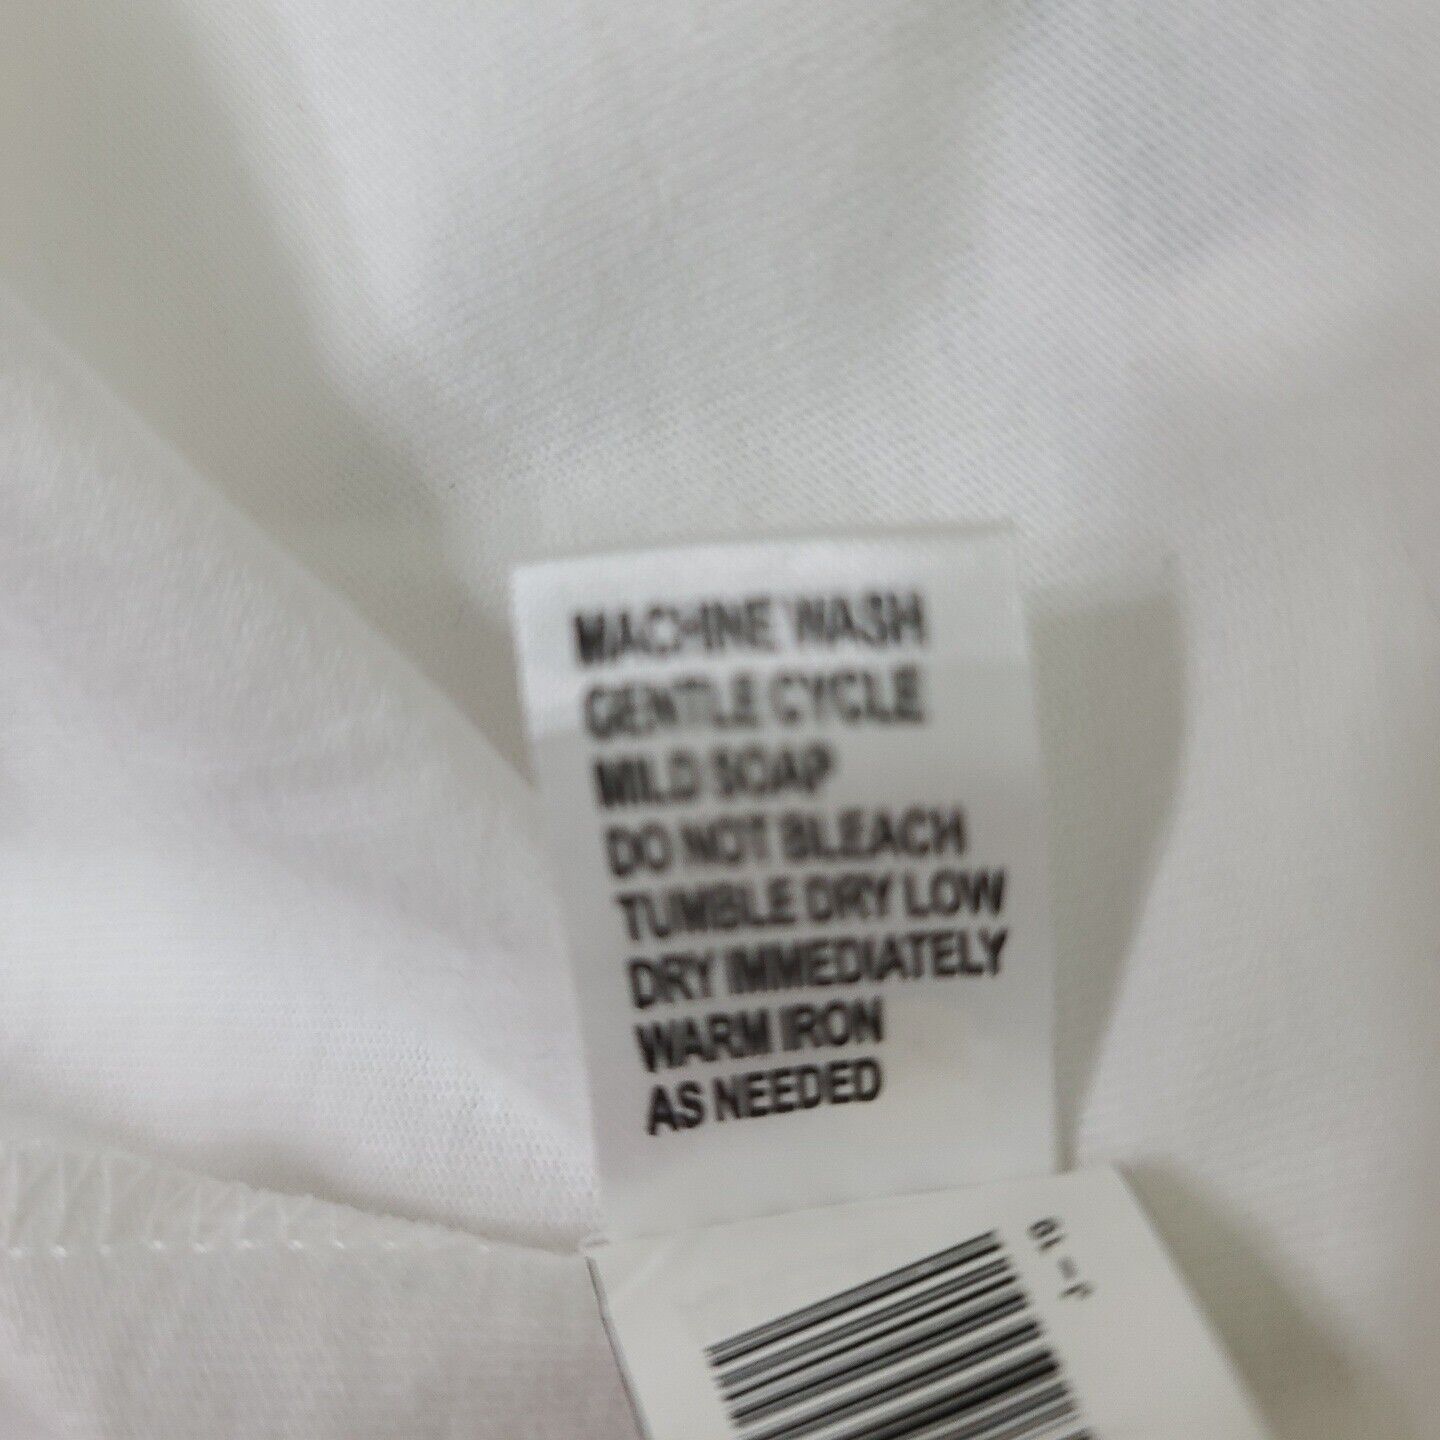 MACHINE WASH
GENTLE CYCLE
MILD SOAP
DO NOT BLEACH
TUMBLE DRY LOW
DRY IMMEDIATELY
WARM IRON
AS NEEDED